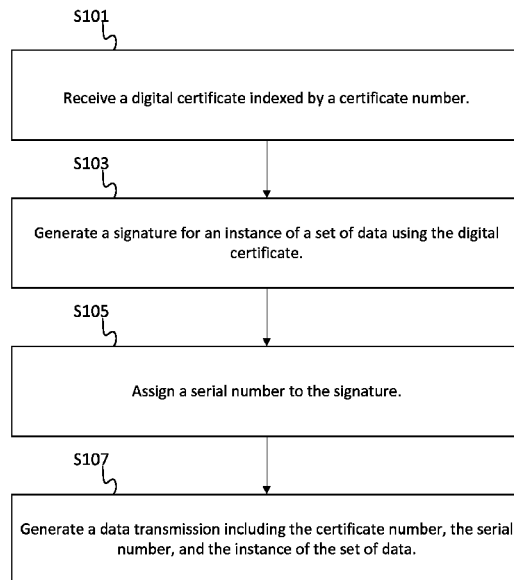 S101
Receive a digital certificate indexed by a certificate number.
S103
Generate a signature for an instance of a set of data using the digital
certificate.
S105
Assign a serial number to the signature.
S107
Generate a data transmission including the certificate number, the serial
number, and the instance of the set of data.